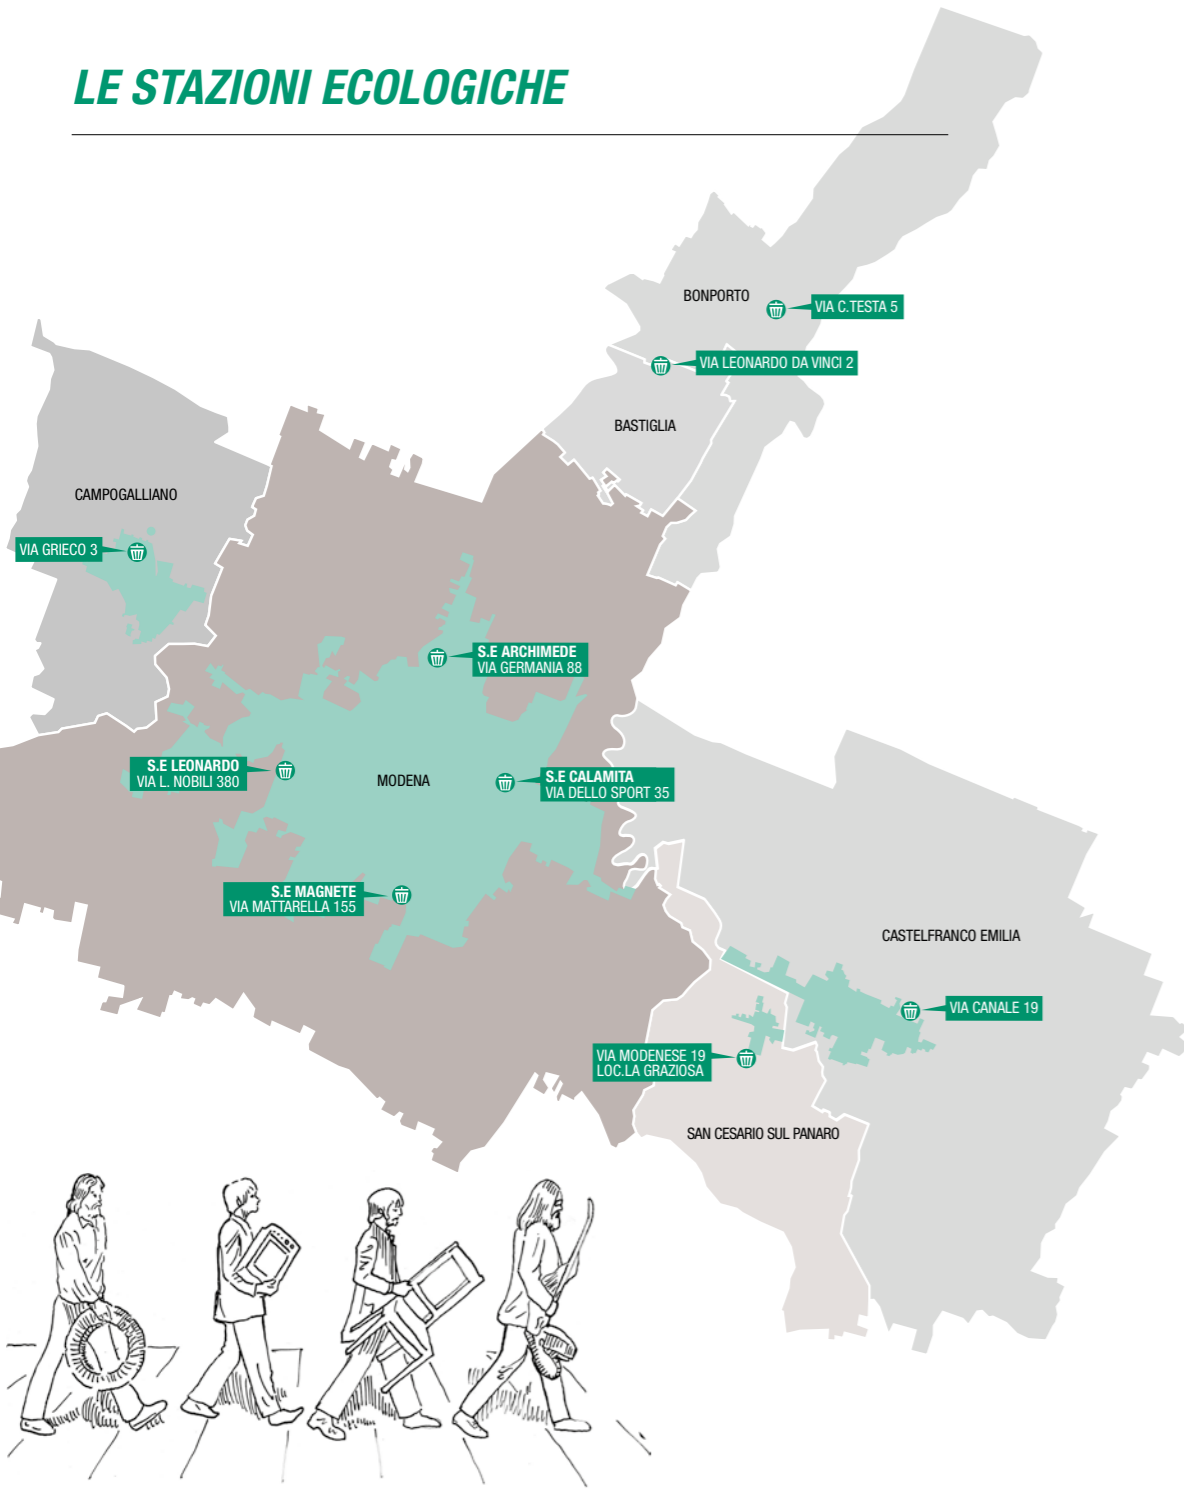 LE STAZIONI ECOLOGICHE
BONPORTO
VIA C.TESTA 5
VIA LEONARDO DA VINCI 2
BASTIGLIA
CAMPOGALLIANO
VIA GRIECO 3
S.E ARCHIMEDE
VIA GERMANIA 88
S.E LEONARDO
VIA L. NOBILI 380
MODENA
S.E CALAMITA
VIA DELLO SPORT 35
S.E MAGNETE
VIA MATTARELLA 155
CASTELFRANCO EMILIA
VIA CANALE 19
VIA MODENESE 19
LOC.LA GRAZIOSA
SAN CESARIO SUL PANARO